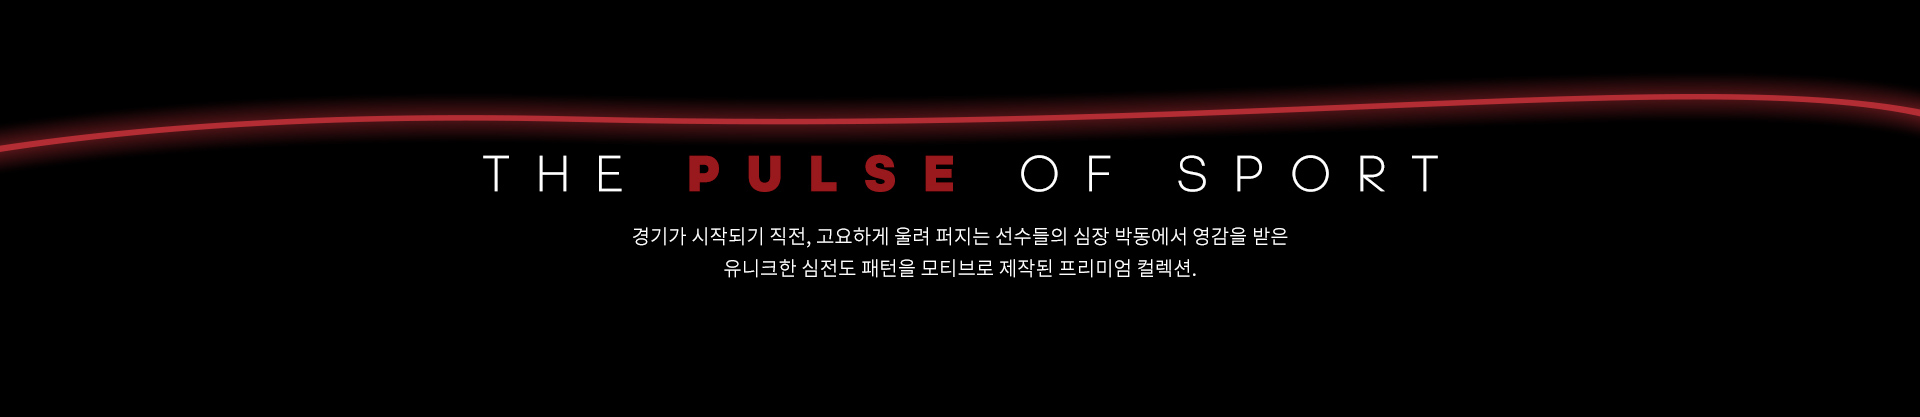 THE PULSE OF SPORT
경기가 시작되기 직전, 고요하게 울려 퍼지는 선수들의 심장 박동에서 영감을 받은
유니크한 심전도 패턴을 모티브로 제작된 프리미엄 컬렉션.